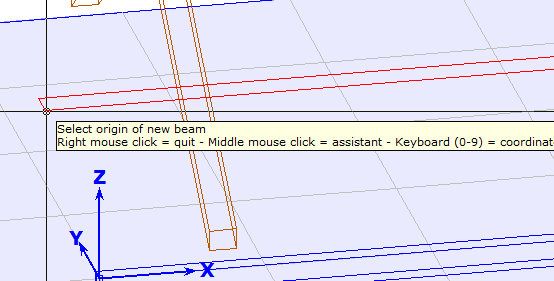 Select origin of new beam
Right mouse click = quit - Middle mouse click = assistant - Keyboard (0-9) = coordinat
Z
Y
X